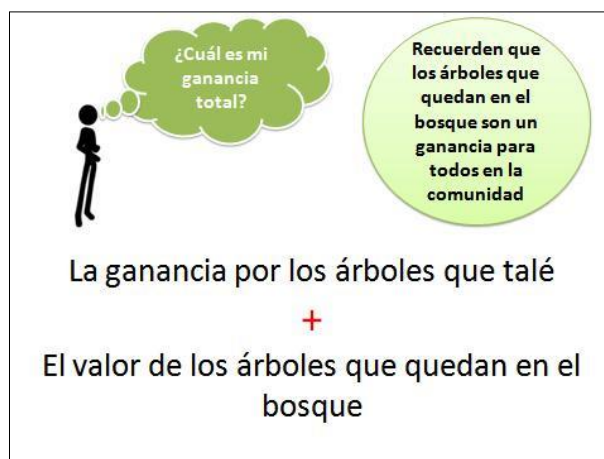 ¿Cuál es mi
ganancia
total?
Recuerden que
los árboles que
quedan en el
bosque son un
ganancia para
todos en la
comunidad
La ganancia por los árboles que talé
+
El valor de los árboles que quedan en el
bosque